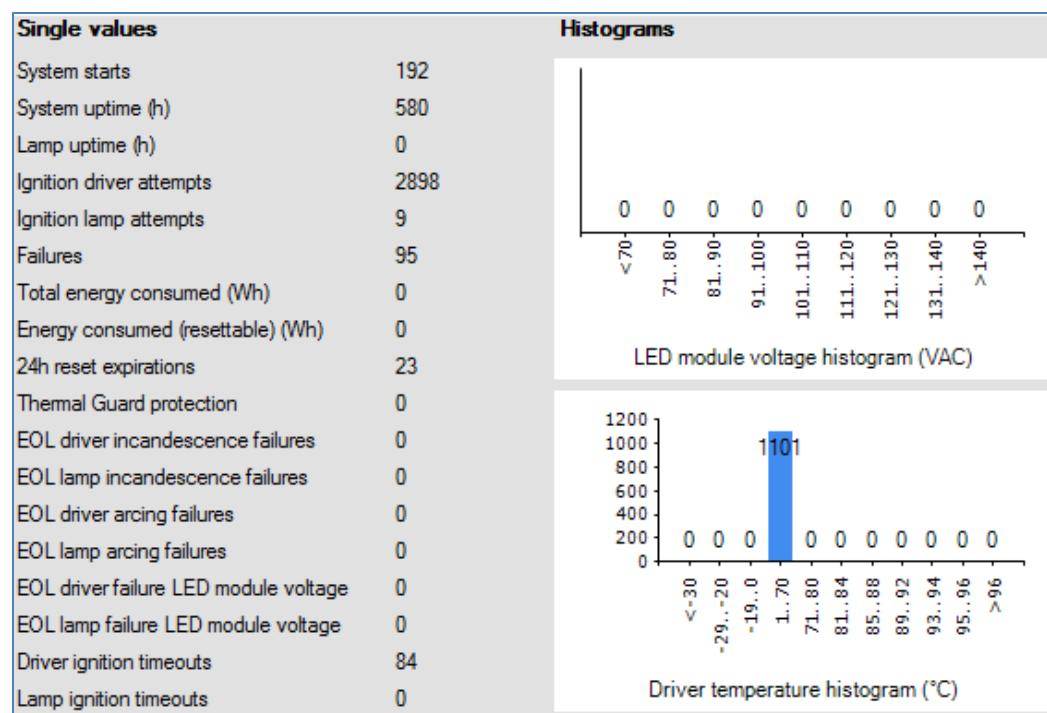 Single values
System starts 192
System uptime (h) 580
Lamp uptime (h) 0
Ignition driver attempts 2898
Ignition lamp attempts 9
Failures 95
Total energy consumed (Wh) 0
Energy consumed (resettable) (Wh) 0
24h reset expirations 23
Thermal Guard protection 0
EOL driver incandescence failures 0
EOL lamp incandescence failures 0
EOL driver arcing failures 0
EOL lamp arcing failures 0
EOL driver failure LED module voltage 0
EOL lamp failure LED module voltage 0
Driver ignition timeouts 84
Lamp ignition timeouts 0
Histograms
0 0 0 0 0 0 0 0 0
<70 71..80 81..90 91..100 101..110 111..120 121..130 131..140 >140
LED module voltage histogram (VAC)
1200
1000
800
600
400
200
0
0 0 0 1101 0 0 0 0 0 0 0
<-30 -29..-20 -19..0 1..70 71..80 81..84 85..88 89..92 93..94 95..96 >96
Driver temperature histogram (°C)